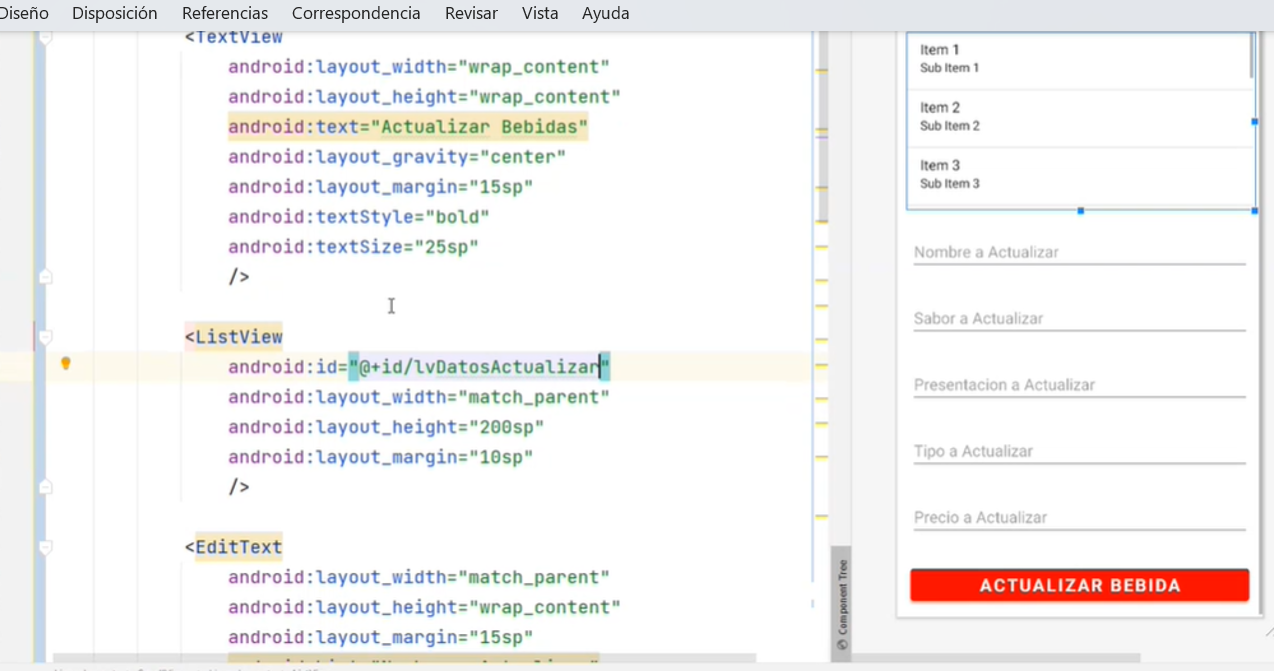 Diseño Disposición Referencias Correspondencia Revisar Vista Ayuda
<TextView
android:layout_width="wrap_content"
android:layout_height="wrap_content"
android:text="Actualizar Bebidas"
android:layout_gravity="center"
android:layout_margin="15sp"
android:textStyle="bold"
android:textSize="25sp"
/>
<ListView
android:id="@+id/lvDatosActualizar"
android:layout_width="match_parent"
android:layout_height="200sp"
android:layout_margin="10sp"
/>
<EditText
android:layout_width="match_parent"
android:layout_height="wrap_content"
android:layout_margin="15sp"
Component Tree
Item 1
Sub Item 1
Item 2
Sub Item 2
Item 3
Sub Item 3
Nombre a Actualizar
Sabor a Actualizar
Presentacion a Actualizar
Tipo a Actualizar
Precio a Actualizar
ACTUALIZAR BEBIDA